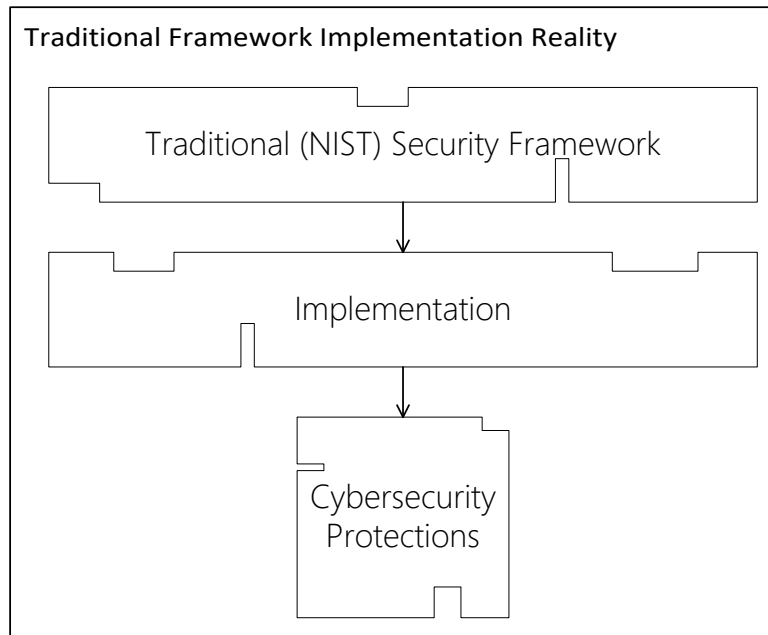 Traditional Framework Implementation Reality
Traditional (NIST) Security Framework
Implementation
Cybersecurity
Protections